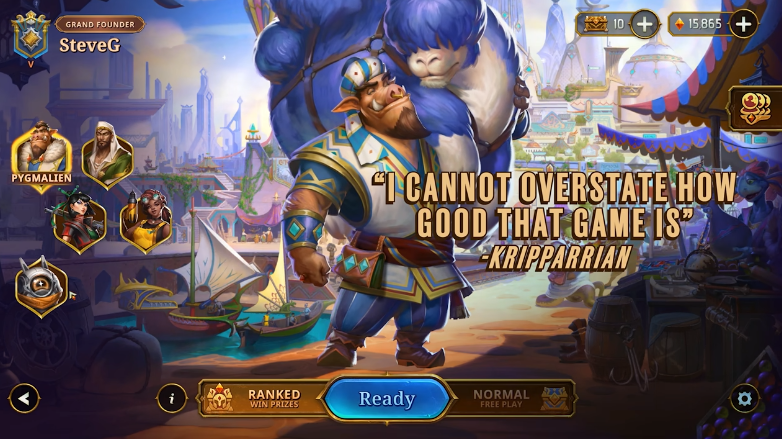 GRAND FOUNDER
SteveG
V
10
15,865
PYGMALIEN
“I CANNOT OVERSTATE HOW
GOOD THAT GAME IS”
-KRIPPARRIAN
i
RANKED
WIN PRIZES
Ready
NORMAL
FREE PLAY